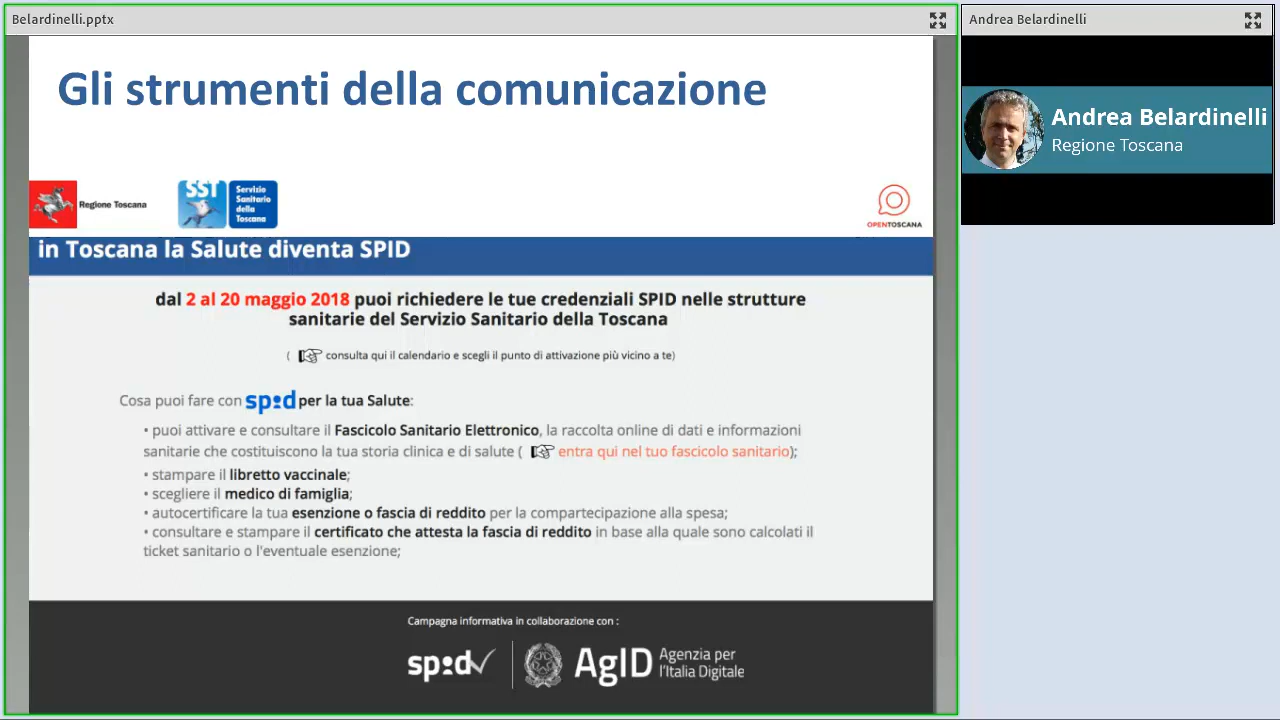 Belardinelli.pptx
Andrea Belardinelli
Gli strumenti della comunicazione
Andrea Belardinelli
Regione Toscana
Regione Toscana
SST
Servizio
Sanitario
della
Toscana
OPENTOSCANA
in Toscana la Salute diventa SPID
dal 2 al 20 maggio 2018 puoi richiedere le tue credenziali SPID nelle strutture
sanitarie del Servizio Sanitario della Toscana
( consulta qui il calendario e scegli il punto di attivazione più vicino a te)
Cosa puoi fare con spid per la tua Salute:
• puoi attivare e consultare il Fascicolo Sanitario Elettronico, la raccolta online di dati e informazioni
sanitarie che costituiscono la tua storia clinica e di salute ( entra qui nel tuo fascicolo sanitario);
• stampare il libretto vaccinale;
• scegliere il medico di famiglia;
• autocertificare la tua esenzione o fascia di reddito per la compartecipazione alla spesa;
• consultare e stampare il certificato che attesta la fascia di reddito in base alla quale sono calcolati il
ticket sanitario o l'eventuale esenzione;
Campagna informativa in collaborazione con :
spid
AgID
Agenzia per
l'Italia Digitale